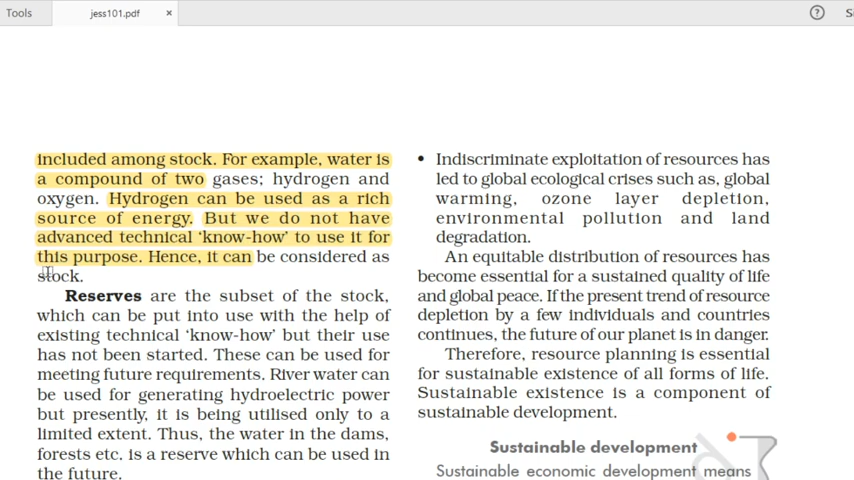 Tools
jess101.pdf
×
?
included among stock. For example, water is
a compound of two gases; hydrogen and
oxygen. Hydrogen can be used as a rich
source of energy. But we do not have
advanced technical ‘know-how’ to use it for
this purpose. Hence, it can be considered as
stock.
Reserves are the subset of the stock,
which can be put into use with the help of
existing technical ‘know-how’ but their use
has not been started. These can be used for
meeting future requirements. River water can
be used for generating hydroelectric power
but presently, it is being utilised only to a
limited extent. Thus, the water in the dams,
forests etc. is a reserve which can be used in
the future.
• Indiscriminate exploitation of resources has
led to global ecological crises such as, global
warming, ozone layer depletion,
environmental pollution and land
degradation.
An equitable distribution of resources has
become essential for a sustained quality of life
and global peace. If the present trend of resource
depletion by a few individuals and countries
continues, the future of our planet is in danger.
Therefore, resource planning is essential
for sustainable existence of all forms of life.
Sustainable existence is a component of
sustainable development.
Sustainable development
Sustainable economic development means